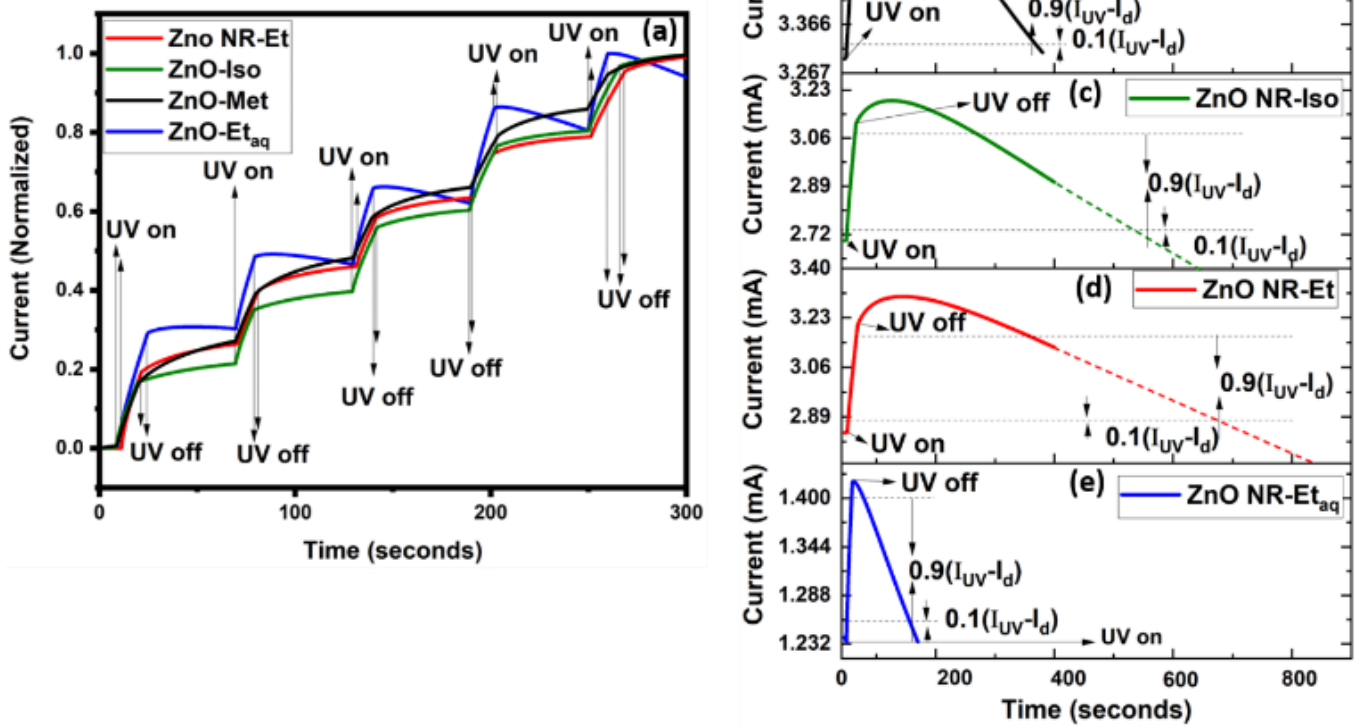 (a)
Zno NR-Et
ZnO-Iso
ZnO-Met
ZnO-Et_aq
UV on
UV on
UV on
UV on
UV on
UV off
UV off
UV off
UV off
UV off
Current (Normalized)
1.0
0.8
0.6
0.4
0.2
0.0
0
100
200
300
Time (seconds)
3.366
3.267
UV on
0.9(I_UV-I_d)
0.1(I_UV-I_d)
(c)
ZnO NR-Iso
Current (mA)
3.23
3.06
2.89
2.72
UV off
UV on
0.9(I_UV-I_d)
0.1(I_UV-I_d)
(d)
ZnO NR-Et
Current (mA)
3.40
3.23
3.06
2.89
UV off
UV on
0.9(I_UV-I_d)
0.1(I_UV-I_d)
(e)
ZnO NR-Et_aq
Current (mA)
1.400
1.344
1.288
1.232
UV off
0.9(I_UV-I_d)
0.1(I_UV-I_d)
UV on
0
200
400
600
800
Time (seconds)